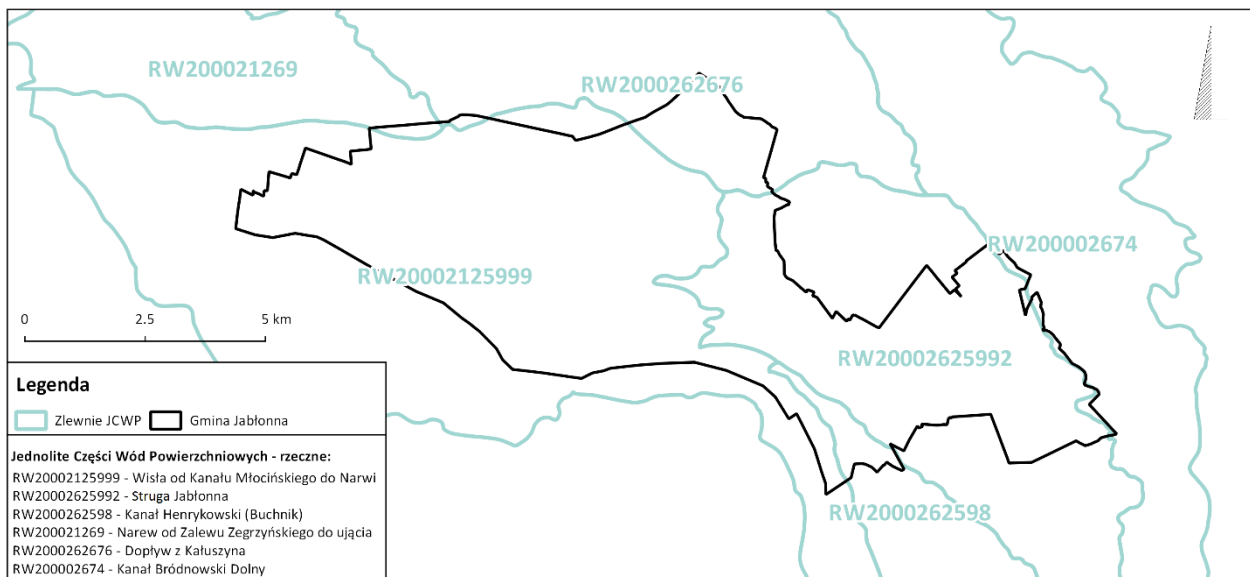 RW200021269
RW2000262676
RW200002674
RW20002125999
0 2.5 5 km
RW20002625992
Legenda
Zlewnie JCWP Gmina Jabłonna
Jednolite Części Wód Powierzchniowych - rzeczne:
RW20002125999 - Wisła od Kanału Młocińskiego do Narwi
RW20002625992 - Struga Jabłonna
RW200262598 - Kanał Henrykowski (Buchnik)
RW200021269 - Narew od Zalewu Zegrzyńskiego do ującia
RW2000262676 - Dopływ z Kałuszyna
RW200002674 - Kanał Bródnowski Dolny
RW2000262598